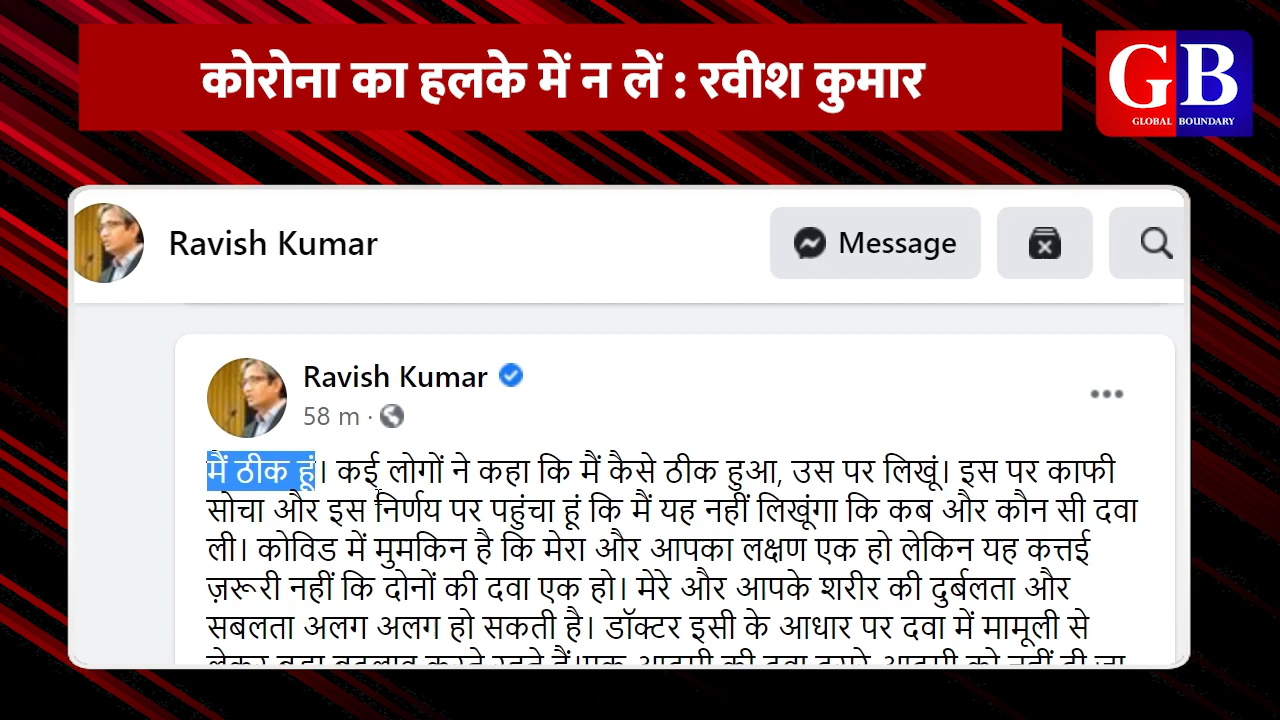 कोरोना का हलके में न लें : रवीश कुमार
GB
GLOBAL BOUNDARY
Ravish Kumar
Message
Ravish Kumar
58 m ·
मैं ठीक हूं। कई लोगों ने कहा कि मैं कैसे ठीक हुआ, उस पर लिखूं। इस पर काफी
सोचा और इस निर्णय पर पहुंचा हूं कि मैं यह नहीं लिखूंगा कि कब और कौन सी दवा
ली। कोविड में मुमकिन है कि मेरा और आपका लक्षण एक हो लेकिन यह कत्तई
ज़रूरी नहीं कि दोनों की दवा एक हो। मेरे और आपके शरीर की दुर्बलता और
सबलता अलग अलग हो सकती है। डॉक्टर इसी के आधार पर दवा में मामूली से